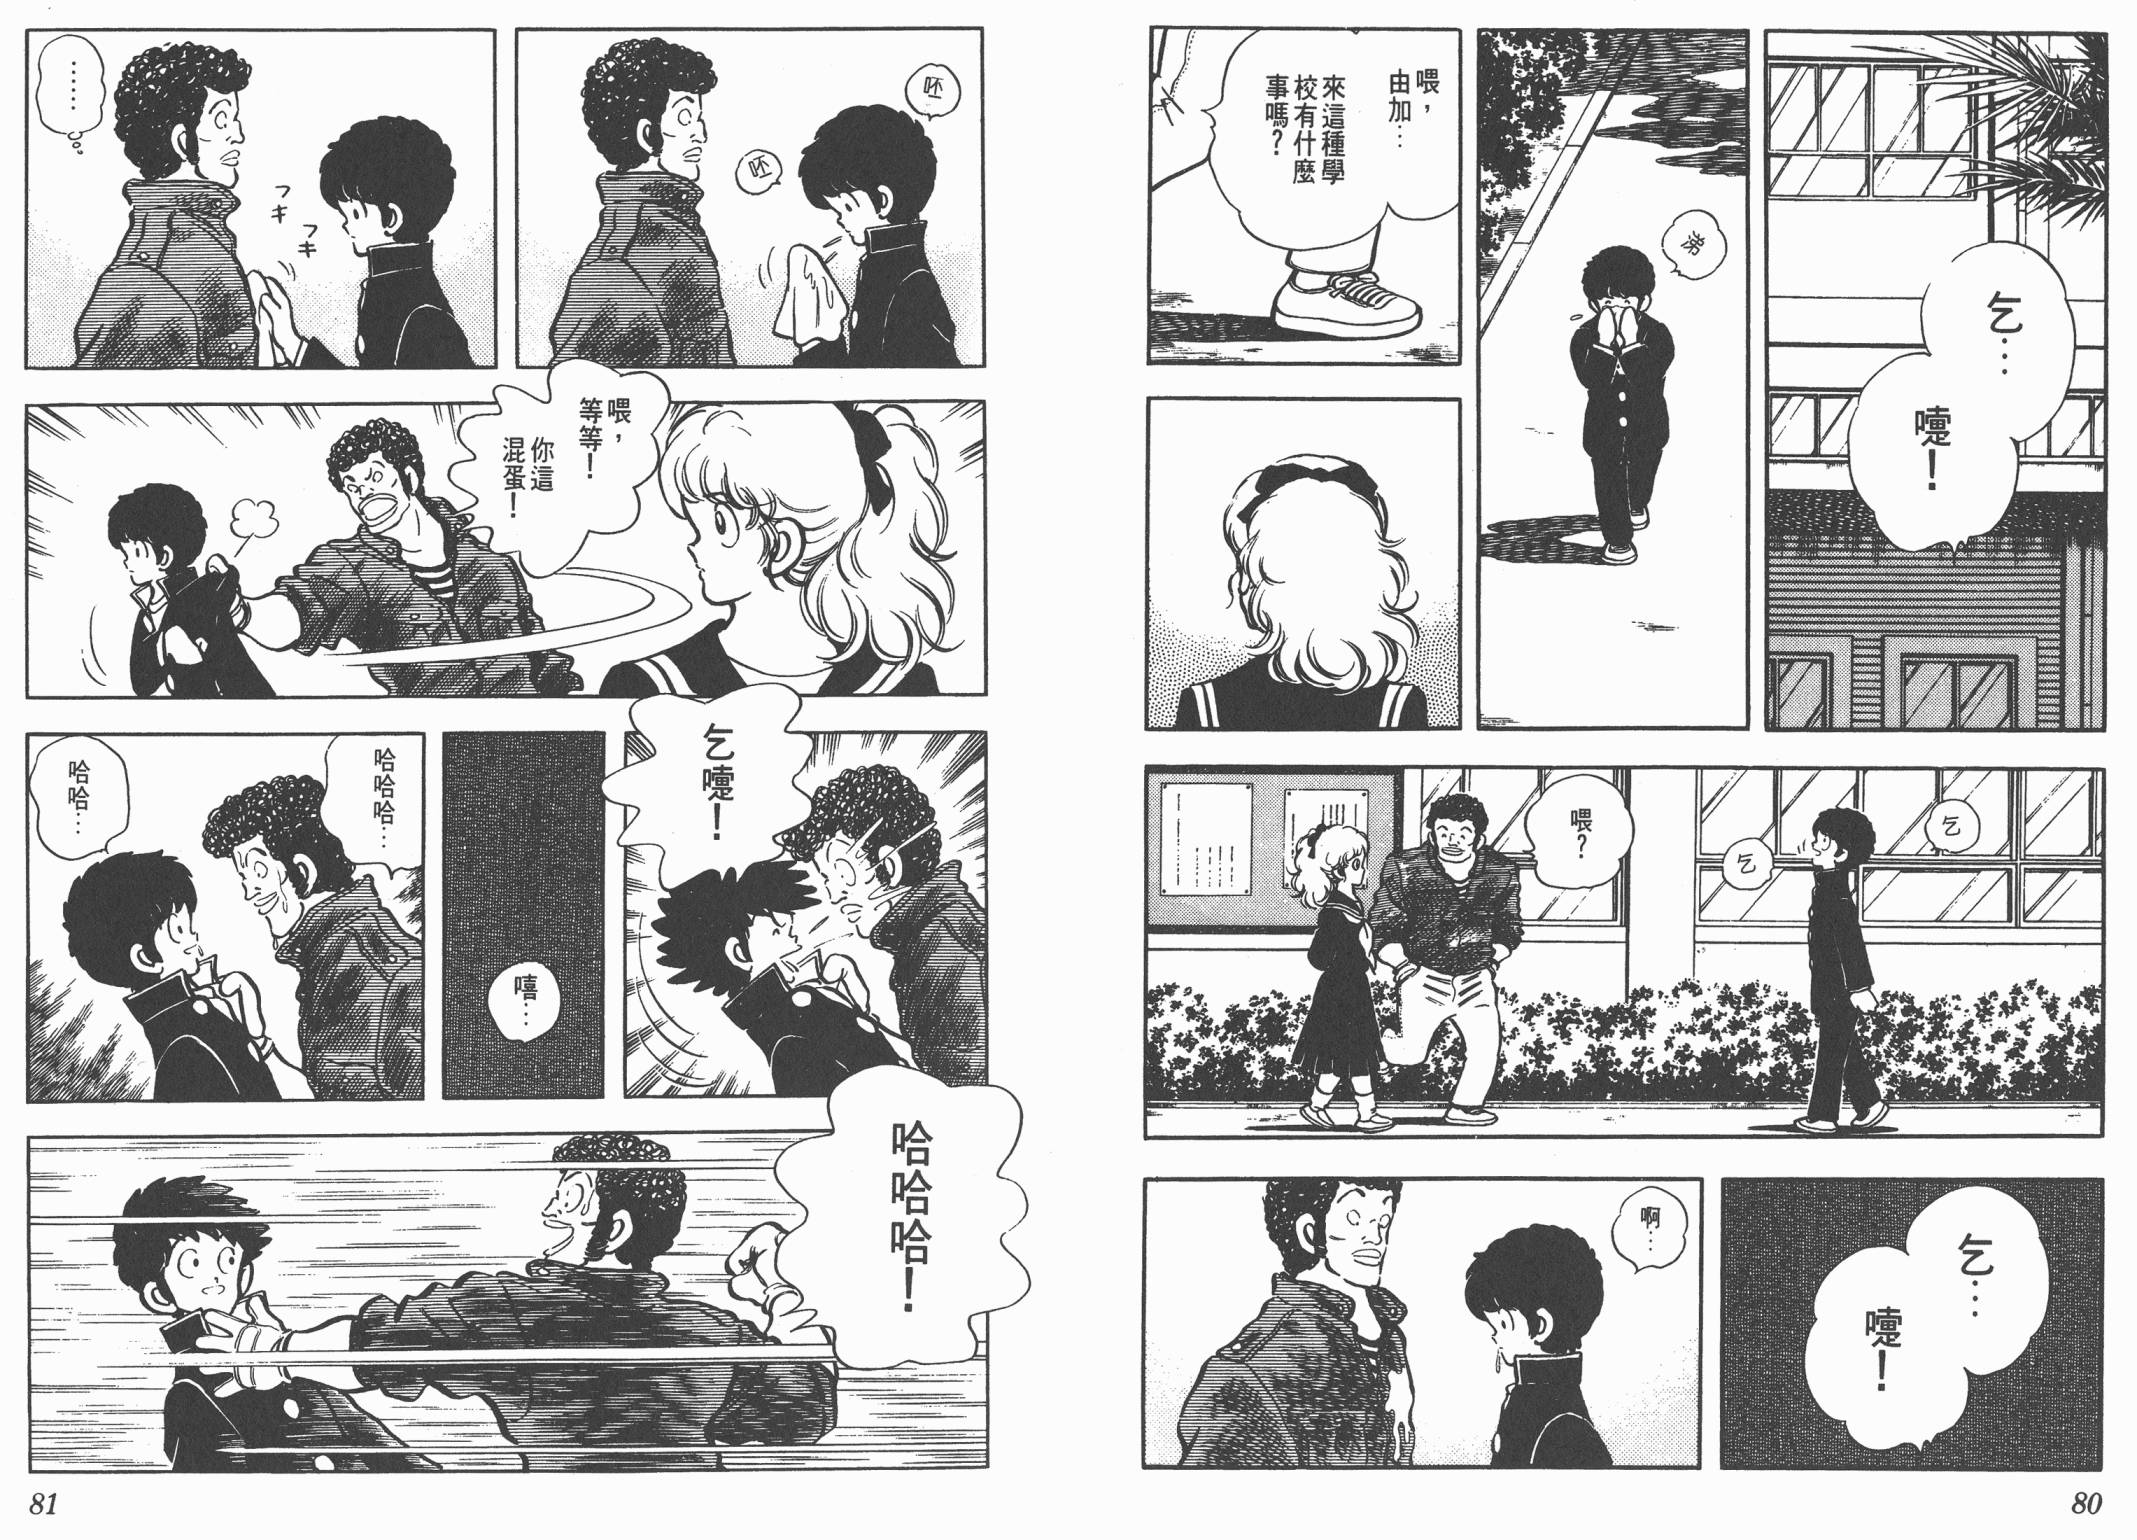 乞…
嚏！
涕
喂，
由加…
來這種學
校有什麼
事嗎？
乞
乞
喂？
乞…
嚏！
啊…
80
呸
呸
……
フキ
フキ
喂，
等等！
你這
混蛋！
乞嚏！
嘻…
哈哈哈…
哈哈…
哈哈哈！
81